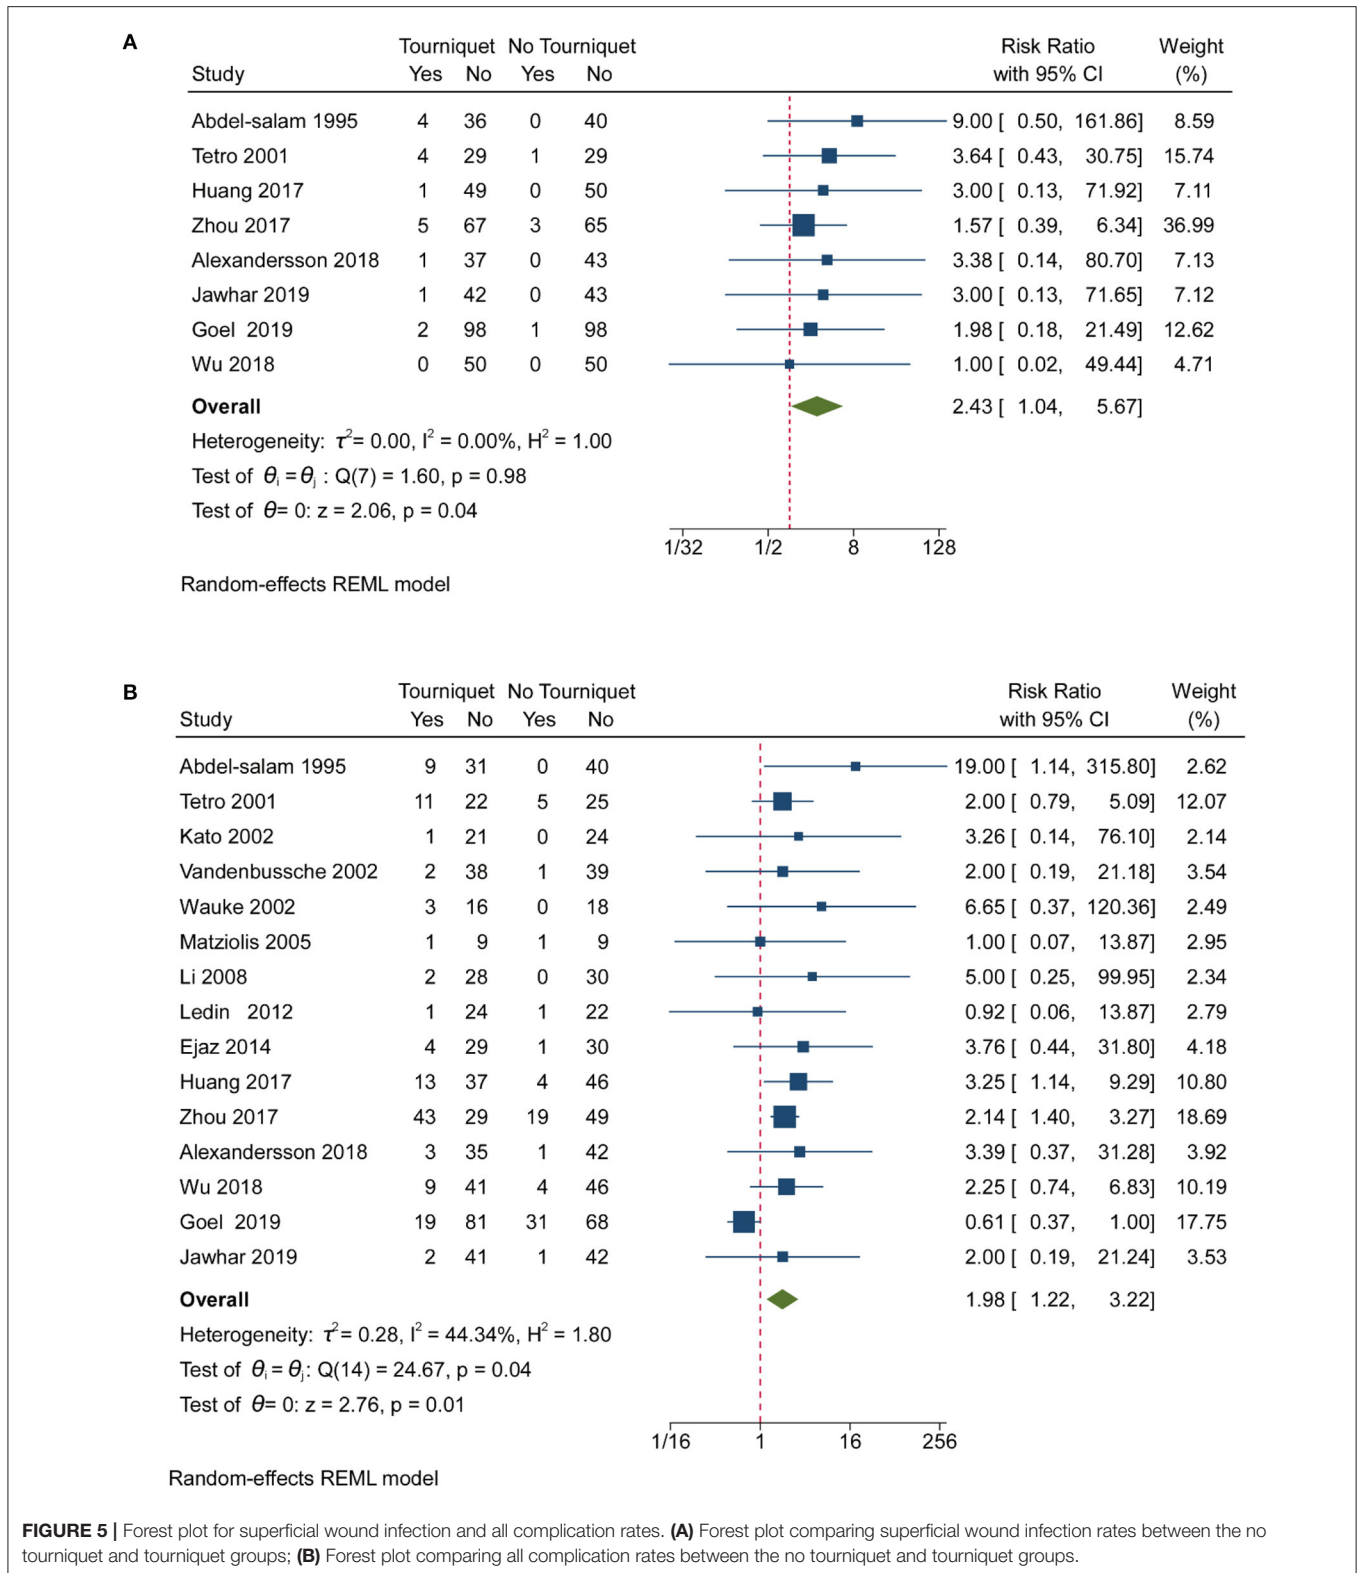 A
Tourniquet No Tourniquet Risk Ratio Weight
Study Yes No Yes No with 95% CI (%)
Abdel-salam 1995 4 36 0 40 9.00 [ 0.50, 161.86] 8.59
Tetro 2001 4 29 1 29 3.64 [ 0.43, 30.75] 15.74
Huang 2017 1 49 0 50 3.00 [ 0.13, 71.92] 7.11
Zhou 2017 5 67 3 65 1.57 [ 0.39, 6.34] 36.99
Alexandersson 2018 1 37 0 43 3.38 [ 0.14, 80.70] 7.13
Jawhar 2019 1 42 0 43 3.00 [ 0.13, 71.65] 7.12
Goel 2019 2 98 1 98 1.98 [ 0.18, 21.49] 12.62
Wu 2018 0 50 0 50 1.00 [ 0.02, 49.44] 4.71
Overall 2.43 [ 1.04, 5.67]
Heterogeneity: τ² = 0.00, I² = 0.00%, H² = 1.00
Test of θᵢ = θⱼ : Q(7) = 1.60, p = 0.98
Test of θ= 0: z = 2.06, p = 0.04
1/32 1/2 8 128
Random-effects REML model
B
Tourniquet No Tourniquet Risk Ratio Weight
Study Yes No Yes No with 95% CI (%)
Abdel-salam 1995 9 31 0 40 19.00 [ 1.14, 315.80] 2.62
Tetro 2001 11 22 5 25 2.00 [ 0.79, 5.09] 12.07
Kato 2002 1 21 0 24 3.26 [ 0.14, 76.10] 2.14
Vandenbussche 2002 2 38 1 39 2.00 [ 0.19, 21.18] 3.54
Wauke 2002 3 16 0 18 6.65 [ 0.37, 120.36] 2.49
Matziolis 2005 1 9 1 9 1.00 [ 0.07, 13.87] 2.95
Li 2008 2 28 0 30 5.00 [ 0.25, 99.95] 2.34
Ledin 2012 1 24 1 22 0.92 [ 0.06, 13.87] 2.79
Ejaz 2014 4 29 1 30 3.76 [ 0.44, 31.80] 4.18
Huang 2017 13 37 4 46 3.25 [ 1.14, 9.29] 10.80
Zhou 2017 43 29 19 49 2.14 [ 1.40, 3.27] 18.69
Alexandersson 2018 3 35 1 42 3.39 [ 0.37, 31.28] 3.92
Wu 2018 9 41 4 46 2.25 [ 0.74, 6.83] 10.19
Goel 2019 19 81 31 68 0.61 [ 0.37, 1.00] 17.75
Jawhar 2019 2 41 1 42 2.00 [ 0.19, 21.24] 3.53
Overall 1.98 [ 1.22, 3.22]
Heterogeneity: τ² = 0.28, I² = 44.34%, H² = 1.80
Test of θᵢ = θⱼ: Q(14) = 24.67, p = 0.04
Test of θ= 0: z = 2.76, p = 0.01
1/16 1 16 256
Random-effects REML model
FIGURE 5 | Forest plot for superficial wound infection and all complication rates. (A) Forest plot comparing superficial wound infection rates between the no
tourniquet and tourniquet groups; (B) Forest plot comparing all complication rates between the no tourniquet and tourniquet groups.